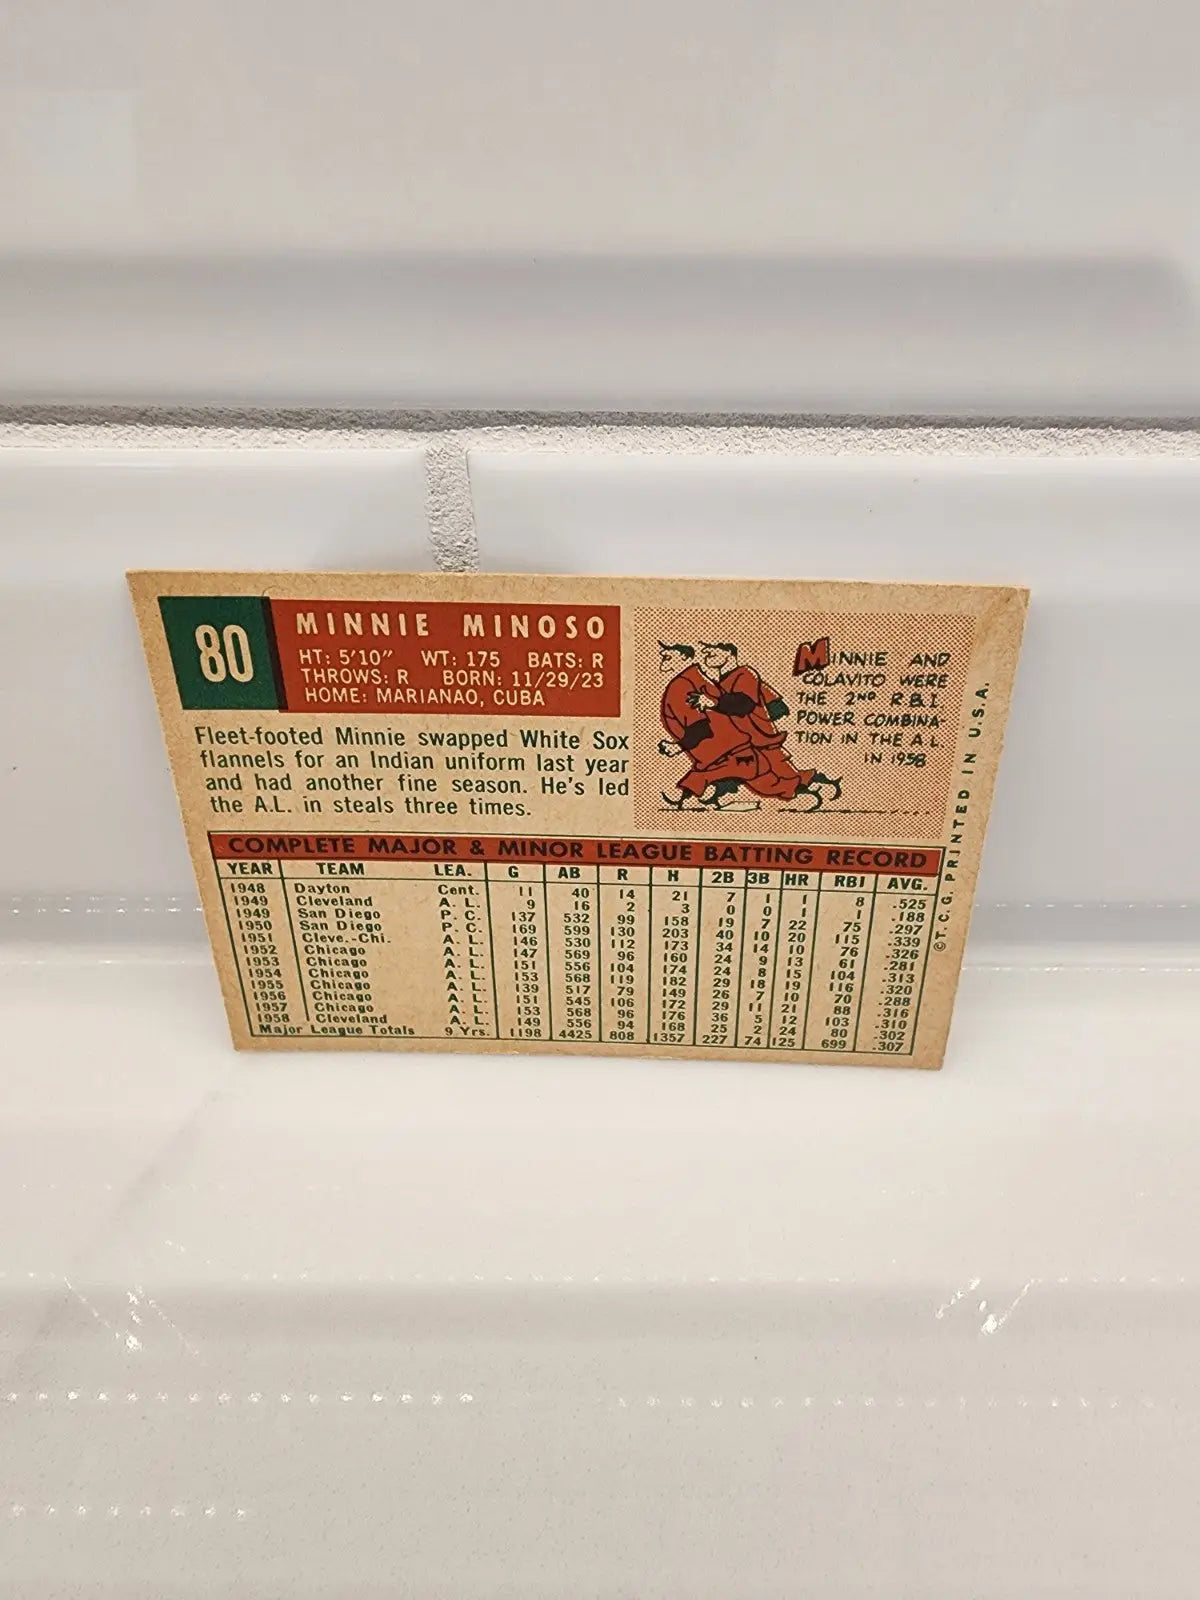 80
MINNIE MINOSO
HT: 5'10" WT: 175 BATS: R
THROWS: R BORN: 11/29/23
HOME: MARIANAO, CUBA
Fleet-footed Minnie swapped White Sox
flannels for an Indian uniform last year
and had another fine season. He's led
the A.L. in steals three times.
MINNIE AND
COLAVITO WERE
THE 2ND R.B.I.
POWER COMBINA-
TION IN THE A.L.
IN 1958
COMPLETE MAJOR & MINOR LEAGUE BATTING RECORD
YEAR TEAM LEA. G AB R H 2B 3B HR RBI AVG.
1948 Dayton Cent. 11 40 14 21 7 1 1 8 .525
1949 Cleveland A. L. 9 16 2 3 0 0 1 1 .188
1949 San Diego P. C. 137 532 99 158 19 7 22 75 .297
1950 San Diego P. C. 169 599 130 203 40 10 20 115 .339
1951 Cleve.-Chi. A. L. 146 530 112 173 34 14 10 76 .326
1952 Chicago A. L. 147 569 96 160 24 9 13 61 .281
1953 Chicago A. L. 151 556 104 174 24 8 15 104 .313
1954 Chicago A. L. 153 568 119 182 29 18 19 116 .320
1955 Chicago A. L. 139 517 79 149 26 7 10 70 .288
1956 Chicago A. L. 151 545 106 172 29 11 21 88 .316
1957 Chicago A. L. 153 568 96 176 36 5 12 103 .310
1958 Cleveland A. L. 149 556 94 168 25 2 24 80 .302
Major League Totals 9 Yrs. 1198 4425 808 1357 227 74 125 699 .307
©T.C.G. PRINTED IN U.S.A.